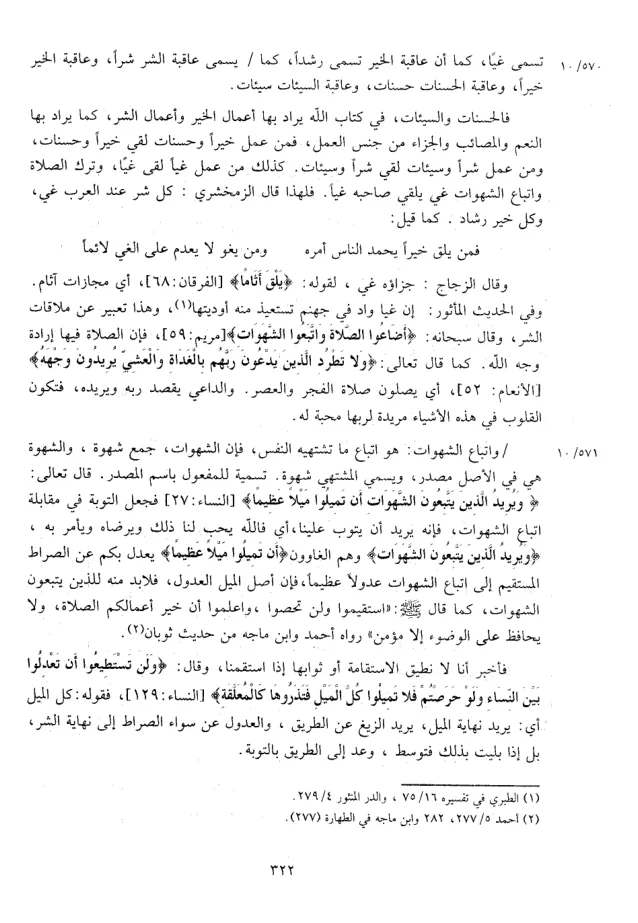 ١٠/٥٧٠ تسمى غيًا، كما أن عاقبة الخير تسمى رشداً، كما / يسمى عاقبة الشر شراً، وعاقبة الخير
خيراً، وعاقبة الحسنات حسنات، وعاقبة السيئات سيئات.
فالحسنات والسيئات، في كتاب الله يراد بها أعمال الخير وأعمال الشر، كما يراد بها
النعم والمصائب والجزاء من جنس العمل، فمن عمل خيراً وحسنات لقي خيراً وحسنات،
ومن عمل شراً وسيئات لقي شراً وسيئات. كذلك من عمل غياً لقى غيًا، وترك الصلاة
واتباع الشهوات غي يلقي صاحبه غياً. فلهذا قال الزمخشري : كل شر عند العرب غي،
وكل خير رشاد . كما قيل:
فمن يلق خيراً يحمد الناس أمره ومن يغو لا يعدم على الغي لائماً
وقال الزجاج : جزاؤه غي ، لقوله: ﴿يَلْقَ أَثَامًا﴾ [الفرقان:٦٨]، أي مجازات آثام.
وفي الحديث المأثور: إن غيا واد في جهنم تستعيذ منه أوديتها(١)، وهذا تعبير عن ملاقات
الشر، وقال سبحانه: ﴿أَضَاعُوا الصَّلاةَ وَاتَّبَعُوا الشَّهَوَات﴾[مريم:٥٩]، فإن الصلاة فيها إرادة
وجه الله. كما قال تعالى:﴿وَلا تَطْرُدِ الَّذِينَ يَدْعُونَ رَبَّهُم بِالْغَدَاةِ وَالْعَشِيِّ يُرِيدُونَ وَجْهَهُ﴾
[الأنعام: ٥٢]، أي يصلون صلاة الفجر والعصر. والداعي يقصد ربه ويريده، فتكون
القلوب في هذه الأشياء مريدة لربها محبة له.
١٠/٥٧١ / واتباع الشهوات: هو اتباع ما تشتهيه النفس، فإن الشهوات، جمع شهوة ، والشهوة
هي في الأصل مصدر، ويسمي المشتهي شهوة. تسمية للمفعول باسم المصدر. قال تعالى:
﴿ وَيُرِيدُ الَّذِينَ يَتَّبِعُونَ الشَّهَوَات أَن تَمِيلُوا مَيْلاً عَظِيمًا﴾ [النساء:٢٧] فجعل التوبة في مقابلة
اتباع الشهوات، فإنه يريد أن يتوب علينا،أي فالله يحب لنا ذلك ويرضاه ويأمر به ،
﴿وَيُرِيدُ الَّذِينَ يَتَّبِعُونَ الشَّهَوَات﴾ وهم الغاوون﴿أَن تَمِيلُوا مَيْلاً عَظِيمًا﴾ يعدل بكم عن الصراط
المستقيم إلى إتباع الشهوات عدولاً عظيماً،فإن أصل الميل العدول، فلابد منه للذين يتبعون
الشهوات، كما قال ﷺ:«استقيموا ولن تحصوا ،واعلموا أن خير أعمالكم الصلاة، ولا
يحافظ على الوضوء إلا مؤمن» رواه أحمد وابن ماجه من حديث ثوبان(٢).
فأخبر أنا لا نطيق الاستقامة أو ثوابها إذا استقمنا، وقال: ﴿وَلَن تَسْتَطِيعُوا أَن تَعْدِلُوا
بَيْنَ النِّسَاءِ وَلَوْ حَرَصْتُمْ فَلا تَمِيلُوا كُلَّ الْمَيْلِ فَتَذَرُوهَا كَالْمُعَلَّقَةِ﴾ [النساء:١٢٩]، فقوله:كل الميل
أي: يريد نهاية الميل، يريد الزيغ عن الطريق ، والعدول عن سواء الصراط إلى نهاية الشر،
بل إذا بليت بذلك فتوسط ، وعد إلى الطريق بالتوبة.
(١) الطبري في تفسيره ٧٥/١٦ ، والدر المنثور ٢٧٩/٤.
(٢) أحمد ٢٧٧/٥، ٢٨٢ وابن ماجه في الطهارة (٢٧٧).
٣٢٢